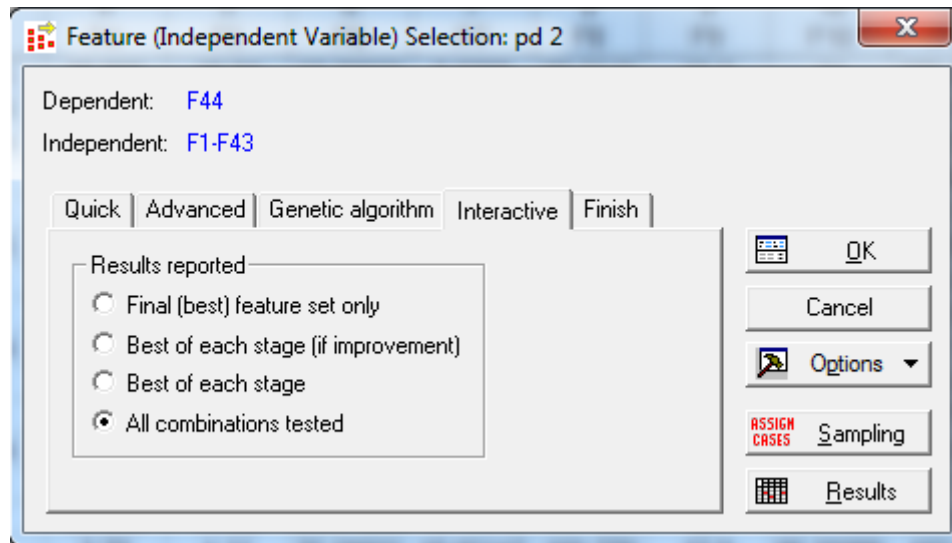 Feature (Independent Variable) Selection: pd 2
Dependent: F44
Independent: F1-F43
Quick Advanced Genetic algorithm Interactive Finish
Results reported
Final (best) feature set only
Best of each stage (if improvement)
Best of each stage
All combinations tested
OK
Cancel
Options
ASSIGN CASES Sampling
Results